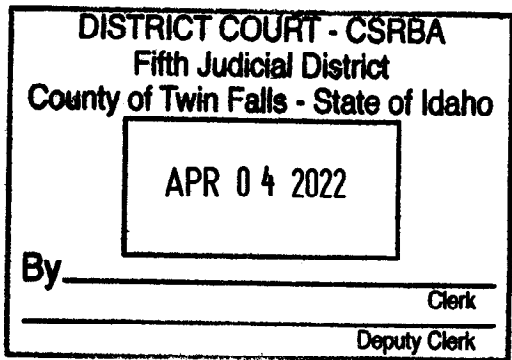 DISTRICT COURT - CSRBA
Fifth Judicial District
County of Twin Falls - State of Idaho
APR 04 2022
By
Clerk
Deputy Clerk